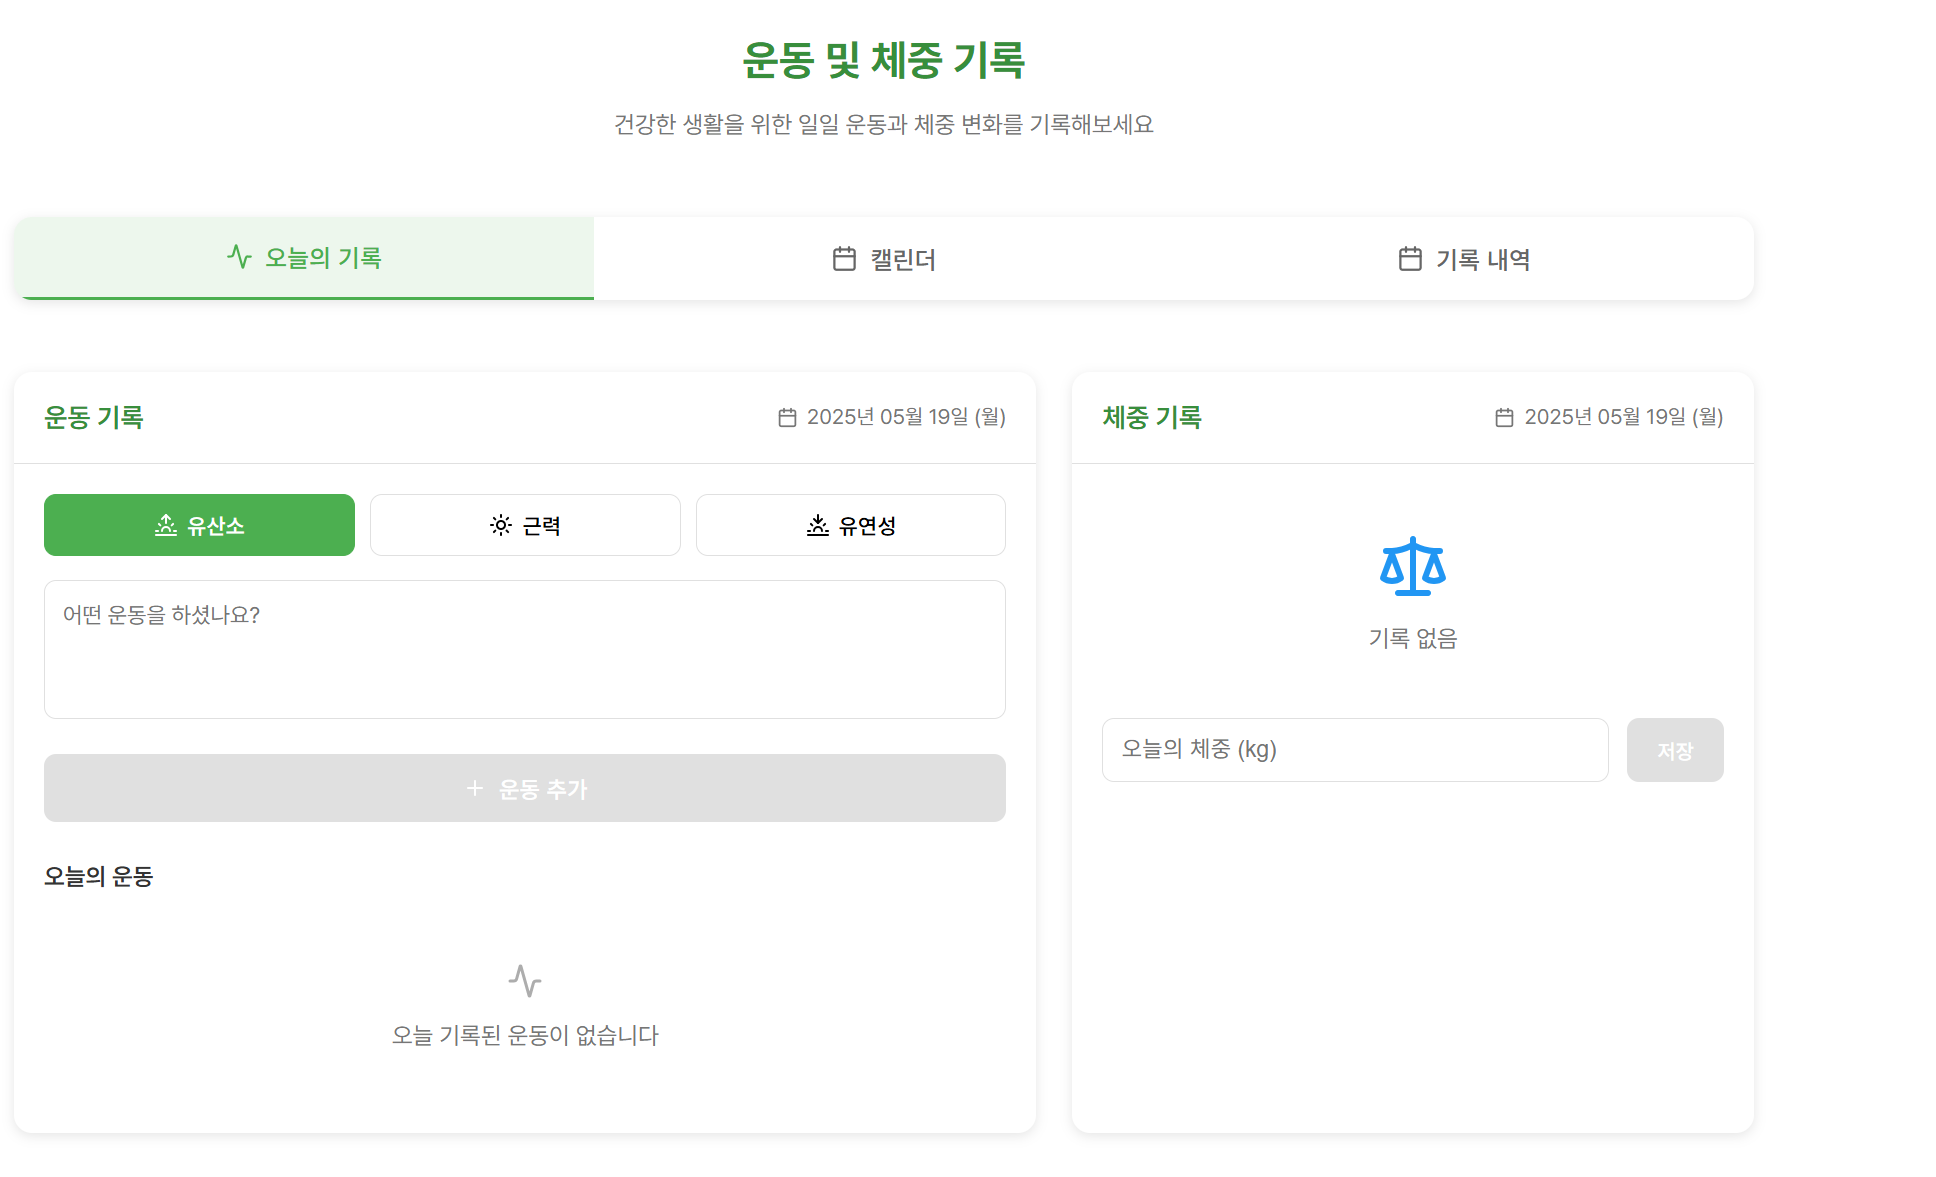 운동 및 체중 기록
건강한 생활을 위한 일일 운동과 체중 변화를 기록해보세요
오늘의 기록
캘린더
기록 내역
운동 기록
2025년 05월 19일 (월)
유산소
근력
유연성
어떤 운동을 하셨나요?
+ 운동 추가
오늘의 운동
오늘 기록된 운동이 없습니다
체중 기록
2025년 05월 19일 (월)
기록 없음
오늘의 체중 (kg)
저장